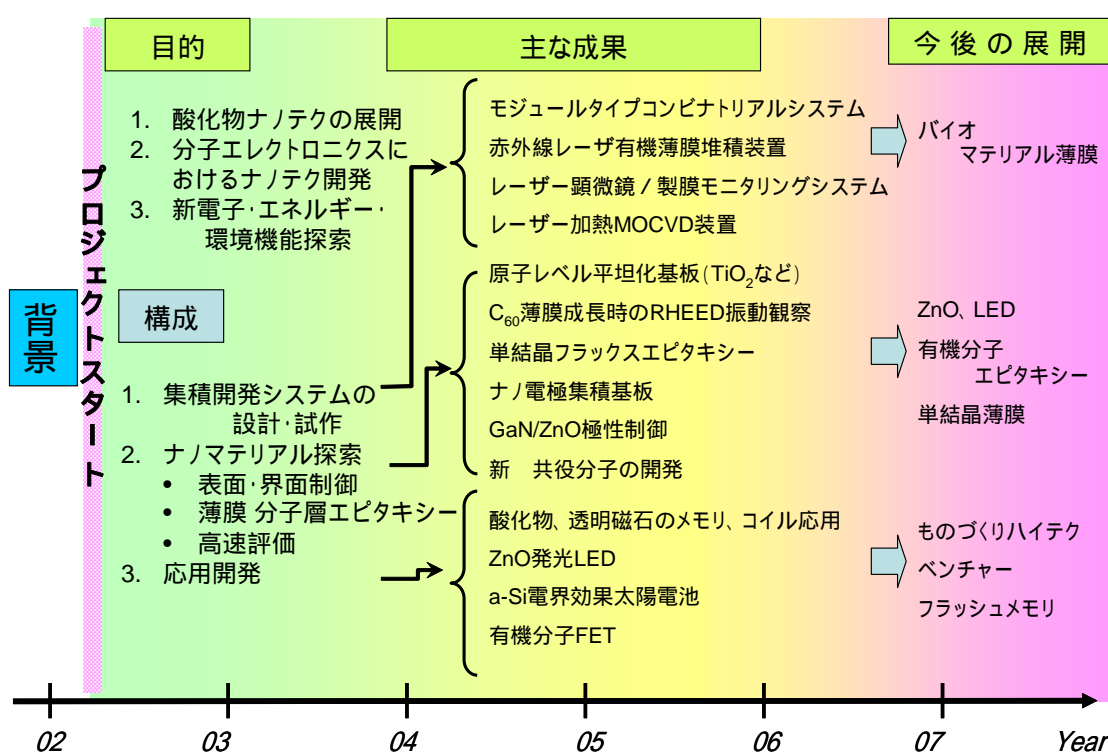 目的
主な成果
今後の展開
背景
プロジェクトスタート
1. 酸化物ナノテクの展開
2. 分子エレクトロニクスに
おけるナノテク開発
3. 新電子・エネルギー・
環境機能探索
構成
1. 集積開発システムの
設計・試作
2. ナノマテリアル探索
• 表面・界面制御
• 薄膜 分子層エピタキシー
• 高速評価
3. 応用開発
モジュールタイプコンビナトリアルシステム
赤外線レーザ有機薄膜堆積装置
レーザー顕微鏡 / 製膜モニタリングシステム
レーザー加熱MOCVD装置
原子レベル平坦化基板(TiO₂など)
C₆₀薄膜成長時のRHEED振動観察
単結晶フラックスエピタキシー
ナノ電極集積基板
GaN/ZnO極性制御
新 共役分子の開発
酸化物、透明磁石のメモリ、コイル応用
ZnO発光LED
a-Si電界効果太陽電池
有機分子FET
バイオ
マテリアル薄膜
ZnO、LED
有機分子
エピタキシー
単結晶薄膜
ものづくりハイテク
ベンチャー
フラッシュメモリ
02 03 04 05 06 07 Year